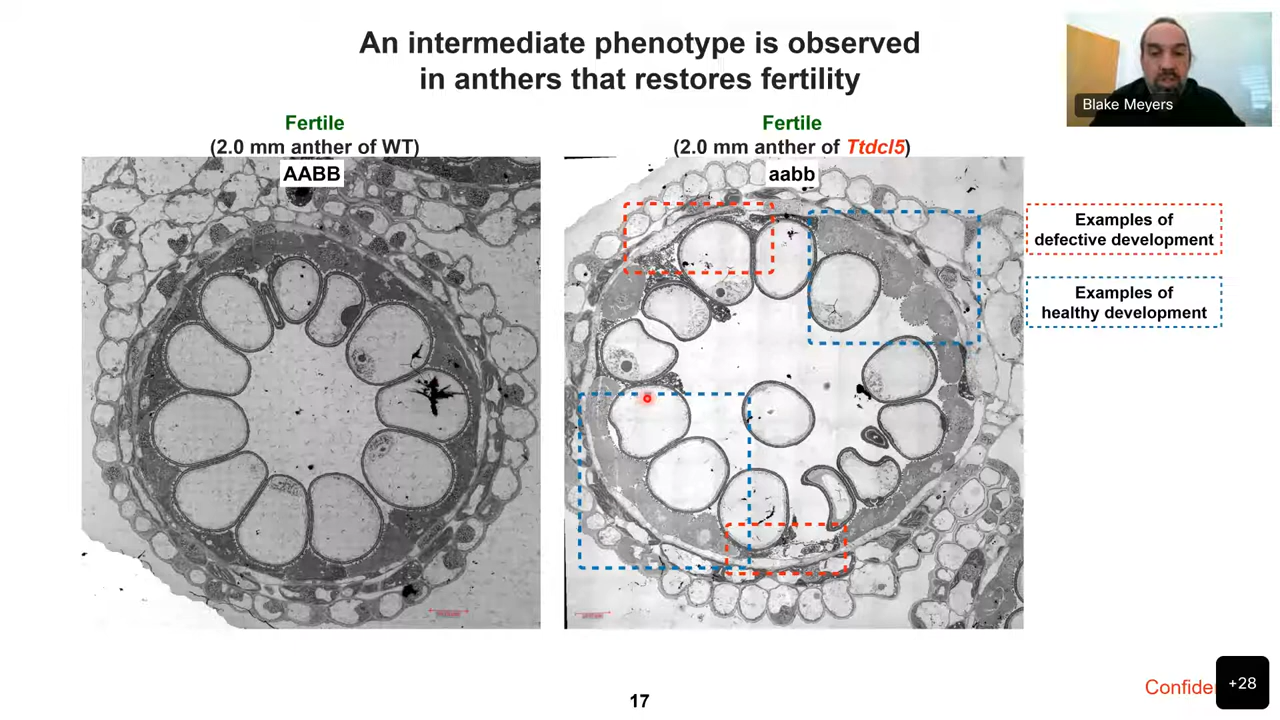 An intermediate phenotype is observed
in anthers that restores fertility
Blake Meyers
Fertile
(2.0 mm anther of WT)
AABB
Fertile
(2.0 mm anther of Ttdcl5)
aabb
Examples of
defective development
Examples of
healthy development
17
Confide
+28